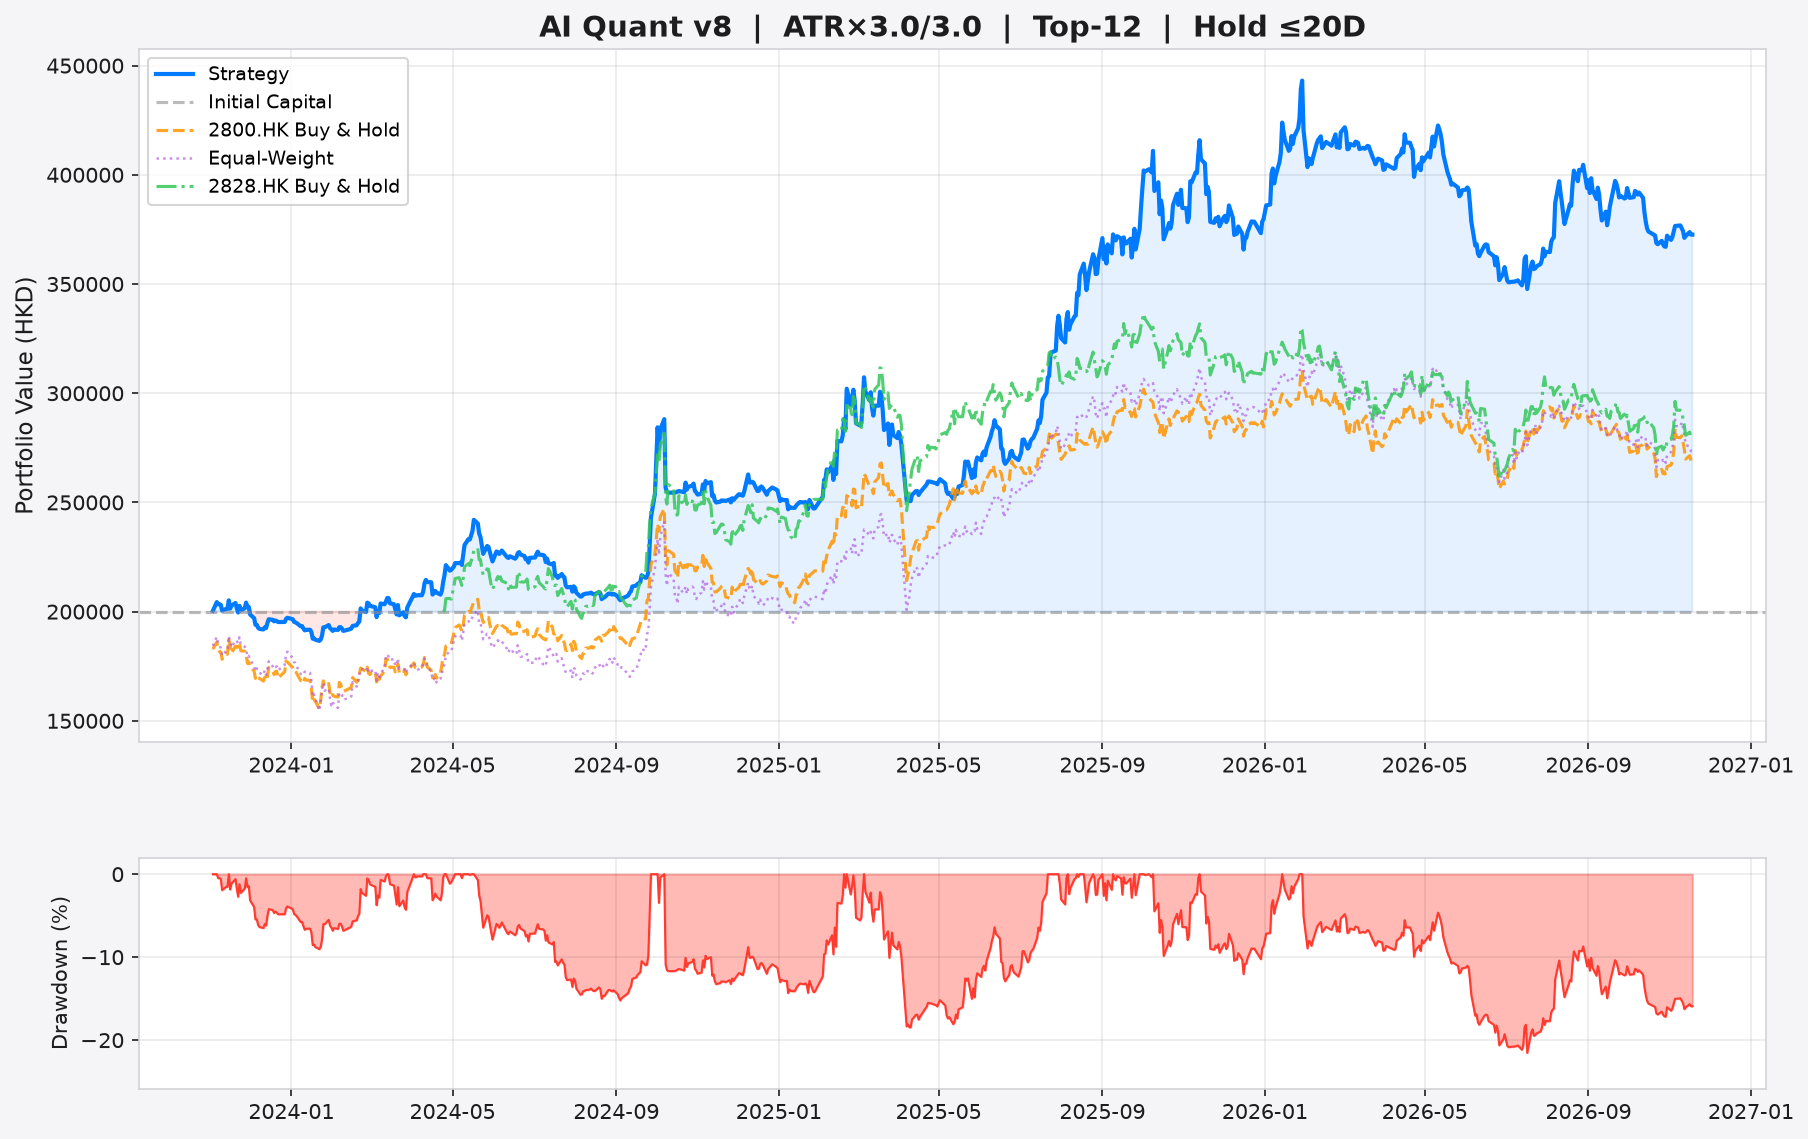 AI Quant v8 | ATR×3.0/3.0 | Top-12 | Hold ≤20D
Strategy
Initial Capital
2800.HK Buy & Hold
Equal-Weight
2828.HK Buy & Hold
Portfolio Value (HKD)
450000
400000
350000
300000
250000
200000
150000
2024-01 2024-05 2024-09 2025-01 2025-05 2025-09 2026-01 2026-05 2026-09 2027-01
Drawdown (%)
0
−10
−20
2024-01 2024-05 2024-09 2025-01 2025-05 2025-09 2026-01 2026-05 2026-09 2027-01